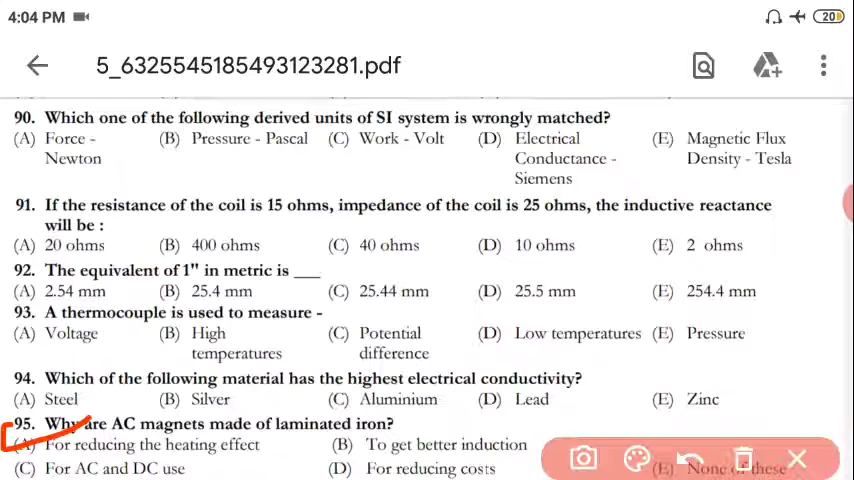 4:04 PM
20
5_6325545185493123281.pdf
90. Which one of the following derived units of SI system is wrongly matched?
(A) Force - (B) Pressure - Pascal (C) Work - Volt (D) Electrical (E) Magnetic Flux
Newton Conductance - Density - Tesla
Siemens
91. If the resistance of the coil is 15 ohms, impedance of the coil is 25 ohms, the inductive reactance
will be :
(A) 20 ohms (B) 400 ohms (C) 40 ohms (D) 10 ohms (E) 2 ohms
92. The equivalent of 1" in metric is ___
(A) 2.54 mm (B) 25.4 mm (C) 25.44 mm (D) 25.5 mm (E) 254.4 mm
93. A thermocouple is used to measure -
(A) Voltage (B) High (C) Potential (D) Low temperatures (E) Pressure
temperatures difference
94. Which of the following material has the highest electrical conductivity?
(A) Steel (B) Silver (C) Aluminium (D) Lead (E) Zinc
95. Why are AC magnets made of laminated iron?
(A) For reducing the heating effect (B) To get better induction
(C) For AC and DC use (D) For reducing costs (E) None of these